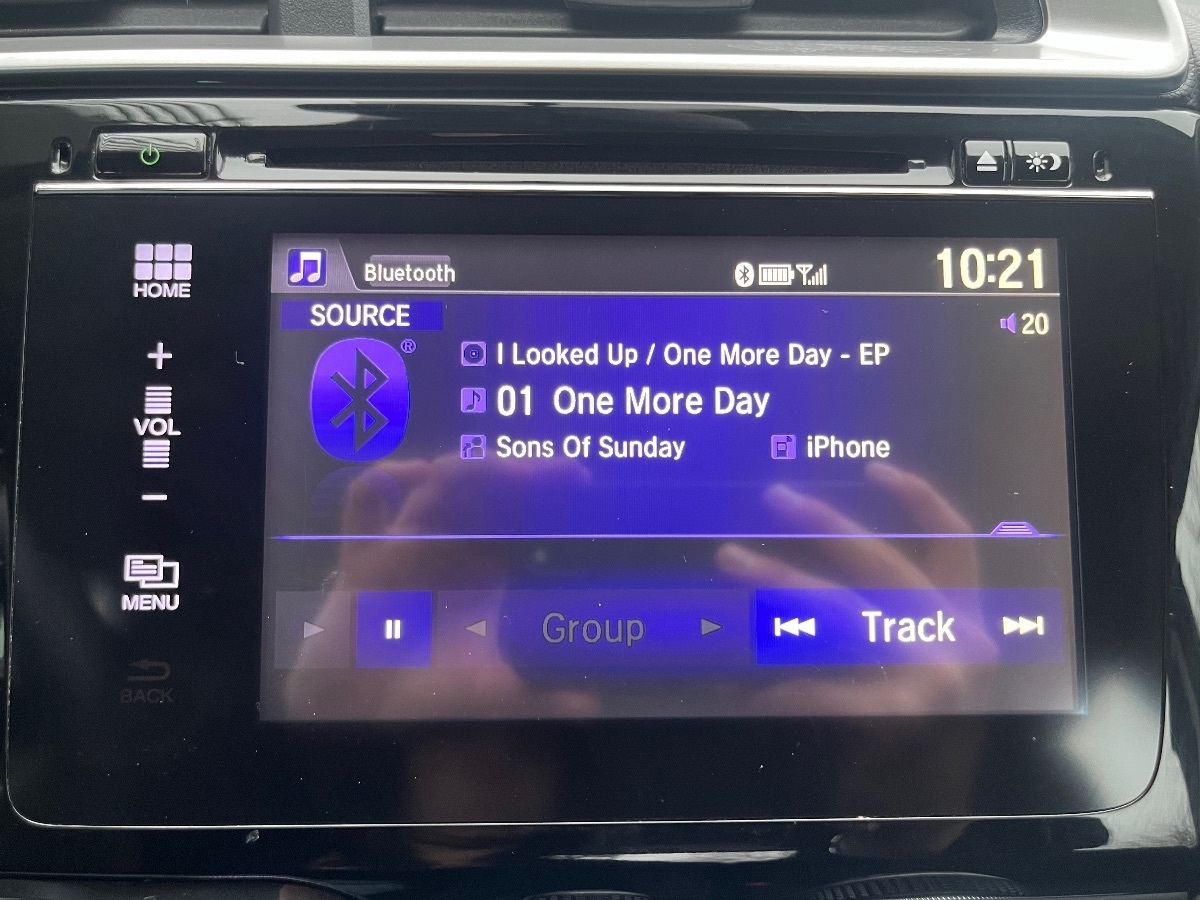 HOME
+
VOL
−
MENU
BACK
Bluetooth
10:21
SOURCE
20
®
I Looked Up / One More Day - EP
01 One More Day
Sons Of Sunday
iPhone
Group
Track